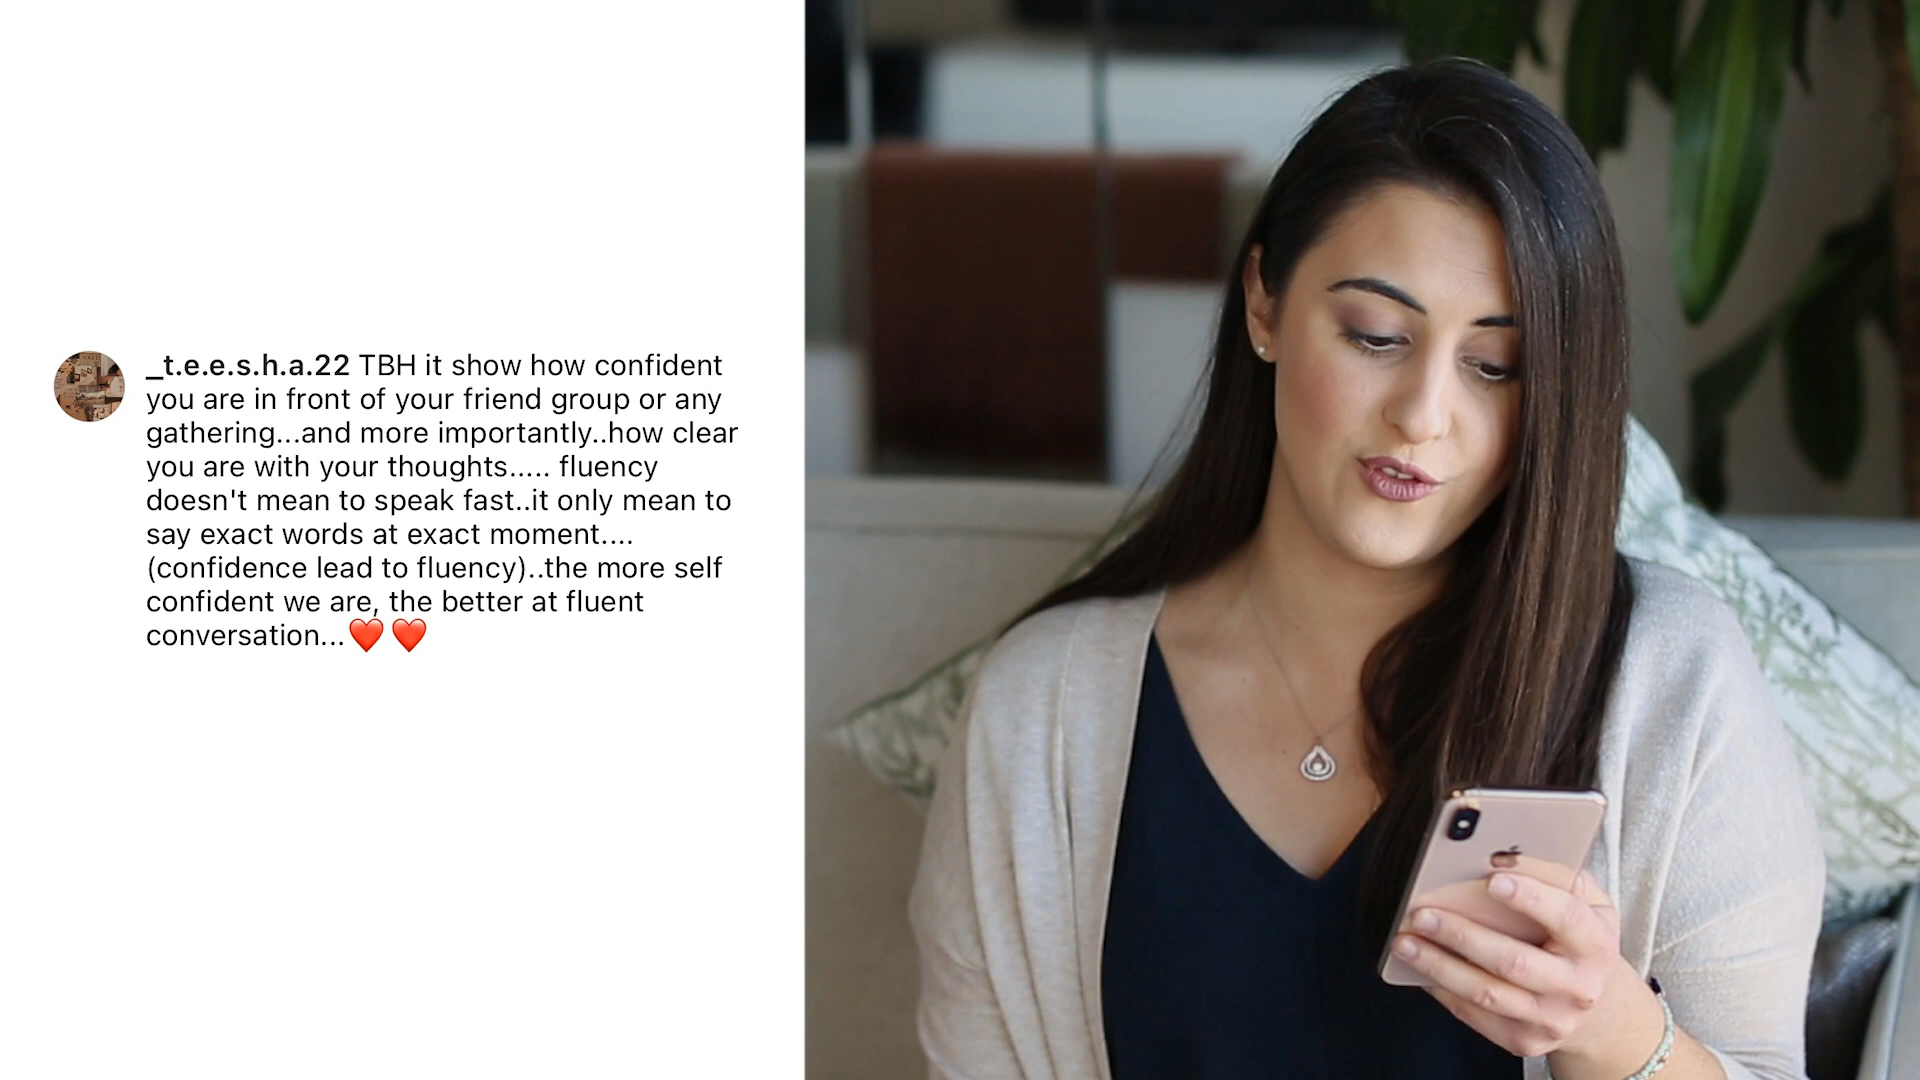 _t.e.e.s.h.a.22 TBH it show how confident
you are in front of your friend group or any
gathering...and more importantly..how clear
you are with your thoughts..... fluency
doesn't mean to speak fast..it only mean to
say exact words at exact moment....
(confidence lead to fluency)..the more self
confident we are, the better at fluent
conversation...❤️❤️